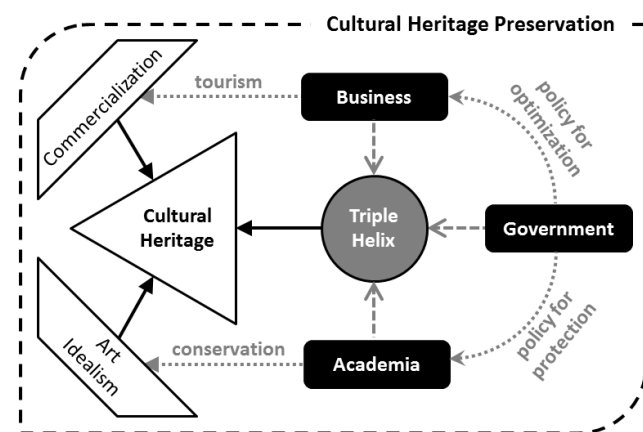 Cultural Heritage Preservation
Commercialization
tourism
Business
policy for
optimization
Cultural
Heritage
Triple
Helix
Government
Art
Idealism
conservation
Academia
policy for
protection